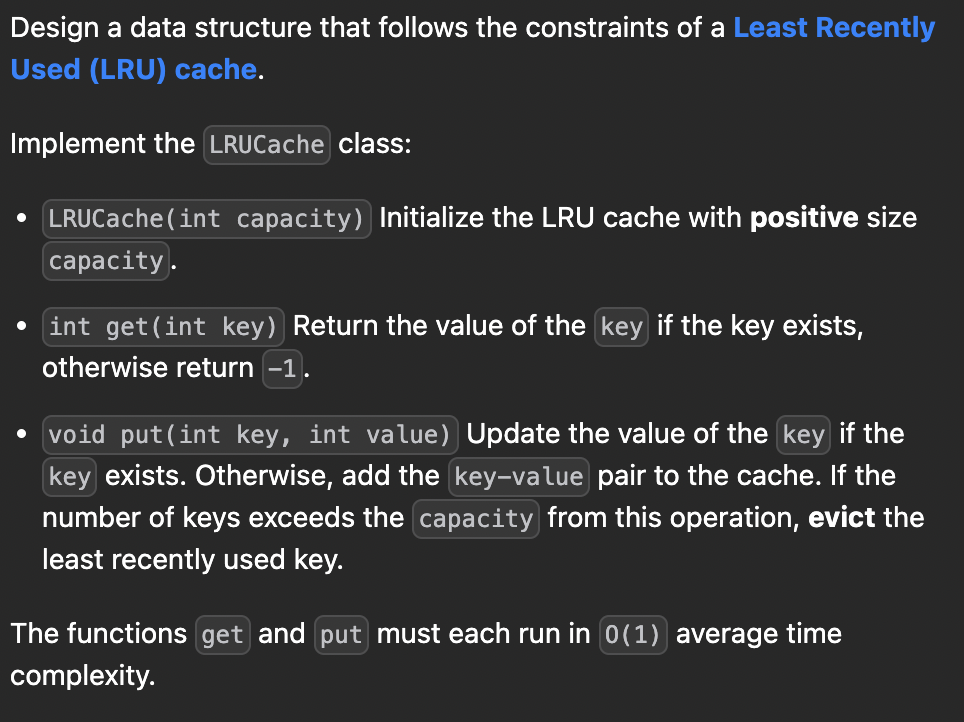 Design a data structure that follows the constraints of a Least Recently
Used (LRU) cache.
Implement the LRUCache class:
• LRUCache(int capacity) Initialize the LRU cache with positive size
capacity.
• int get(int key) Return the value of the key if the key exists,
otherwise return -1.
• void put(int key, int value) Update the value of the key if the
key exists. Otherwise, add the key-value pair to the cache. If the
number of keys exceeds the capacity from this operation, evict the
least recently used key.
The functions get and put must each run in O(1) average time
complexity.